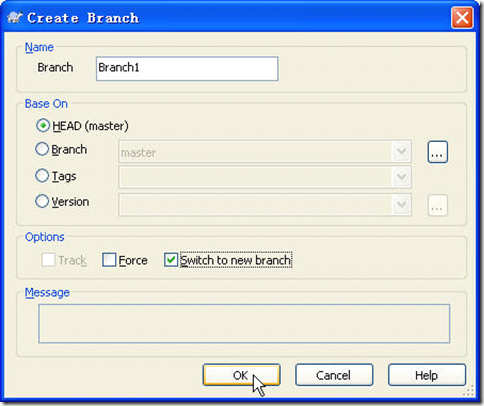 Create Branch
Name
Branch Branch1
Base On
HEAD (master)
Branch master ...
Tags
Version ...
Options
Track Force Switch to new branch
Message
OK Cancel Help